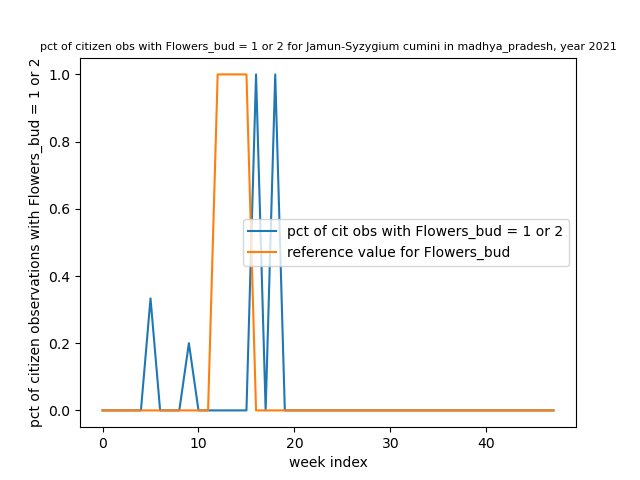 pct of citizen obs with Flowers_bud = 1 or 2 for Jamun-Syzygium cumini in madhya_pradesh, year 2021
pct of citizen observations with Flowers_bud = 1 or 2
1.0
0.8
0.6
0.4
0.2
0.0
pct of cit obs with Flowers_bud = 1 or 2
reference value for Flowers_bud
0 10 20 30 40
week index